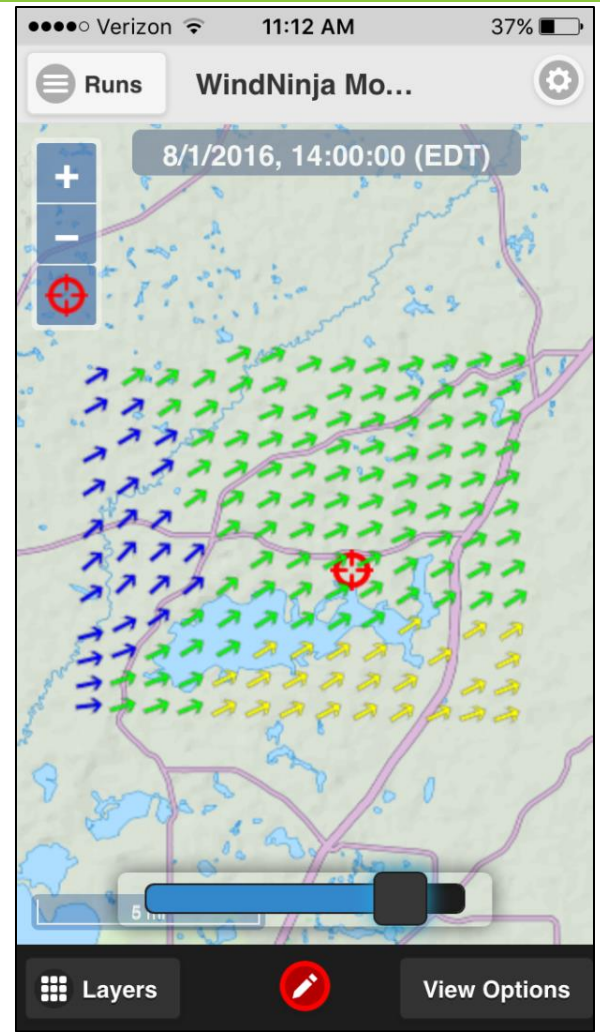 Verizon 11:12 AM 37%
Runs WindNinja Mo...
8/1/2016, 14:00:00 (EDT)
+
−
5 mi
Layers View Options